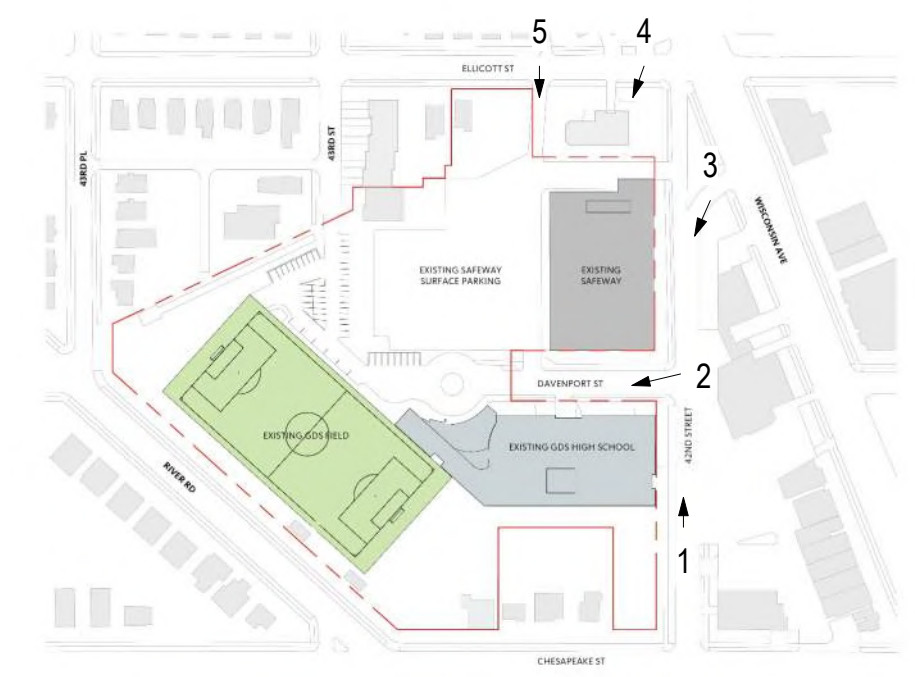 5
4
ELLICOTT ST
43RD PL
43RD ST
3
WISCONSIN AVE
EXISTING SAFEWAY
SURFACE PARKING
EXISTING
SAFEWAY
2
DAVENPORT ST
42ND STREET
EXISTING GDS FIELD
EXISTING GDS HIGH SCHOOL
RIVER RD
1
CHESAPEAKE ST